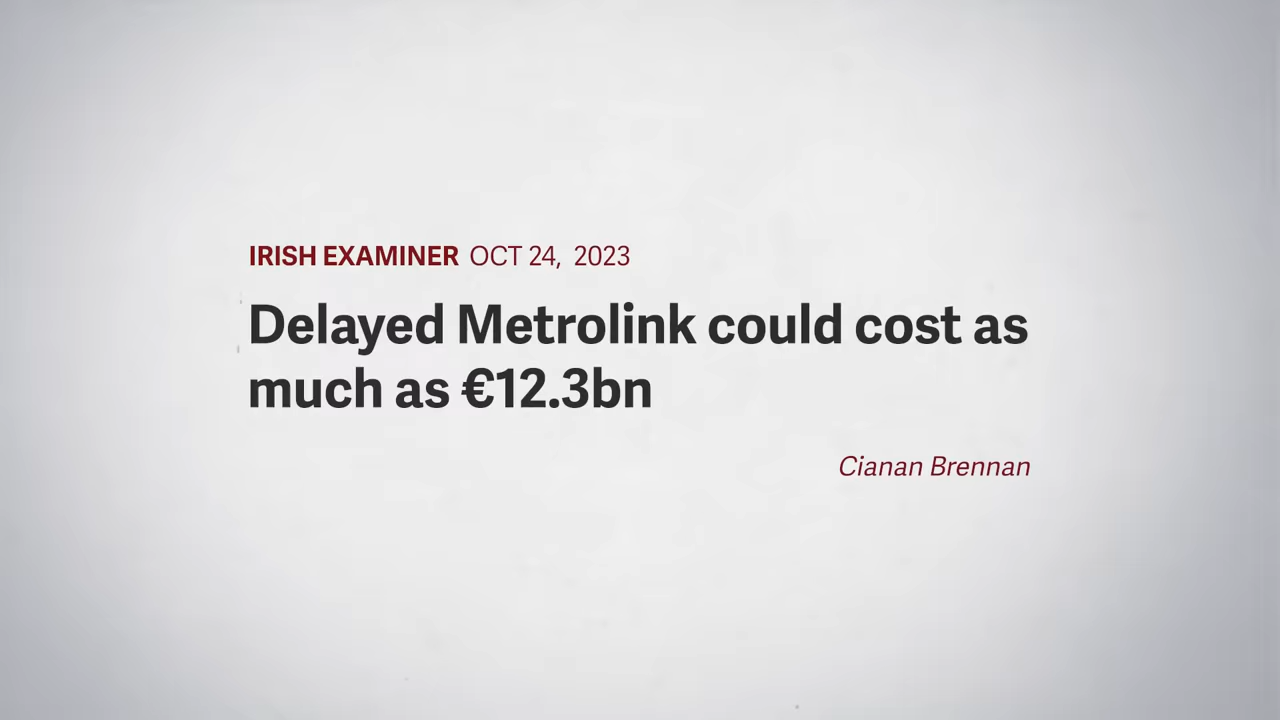 IRISH EXAMINER OCT 24, 2023
Delayed Metrolink could cost as
much as €12.3bn
Cianan Brennan